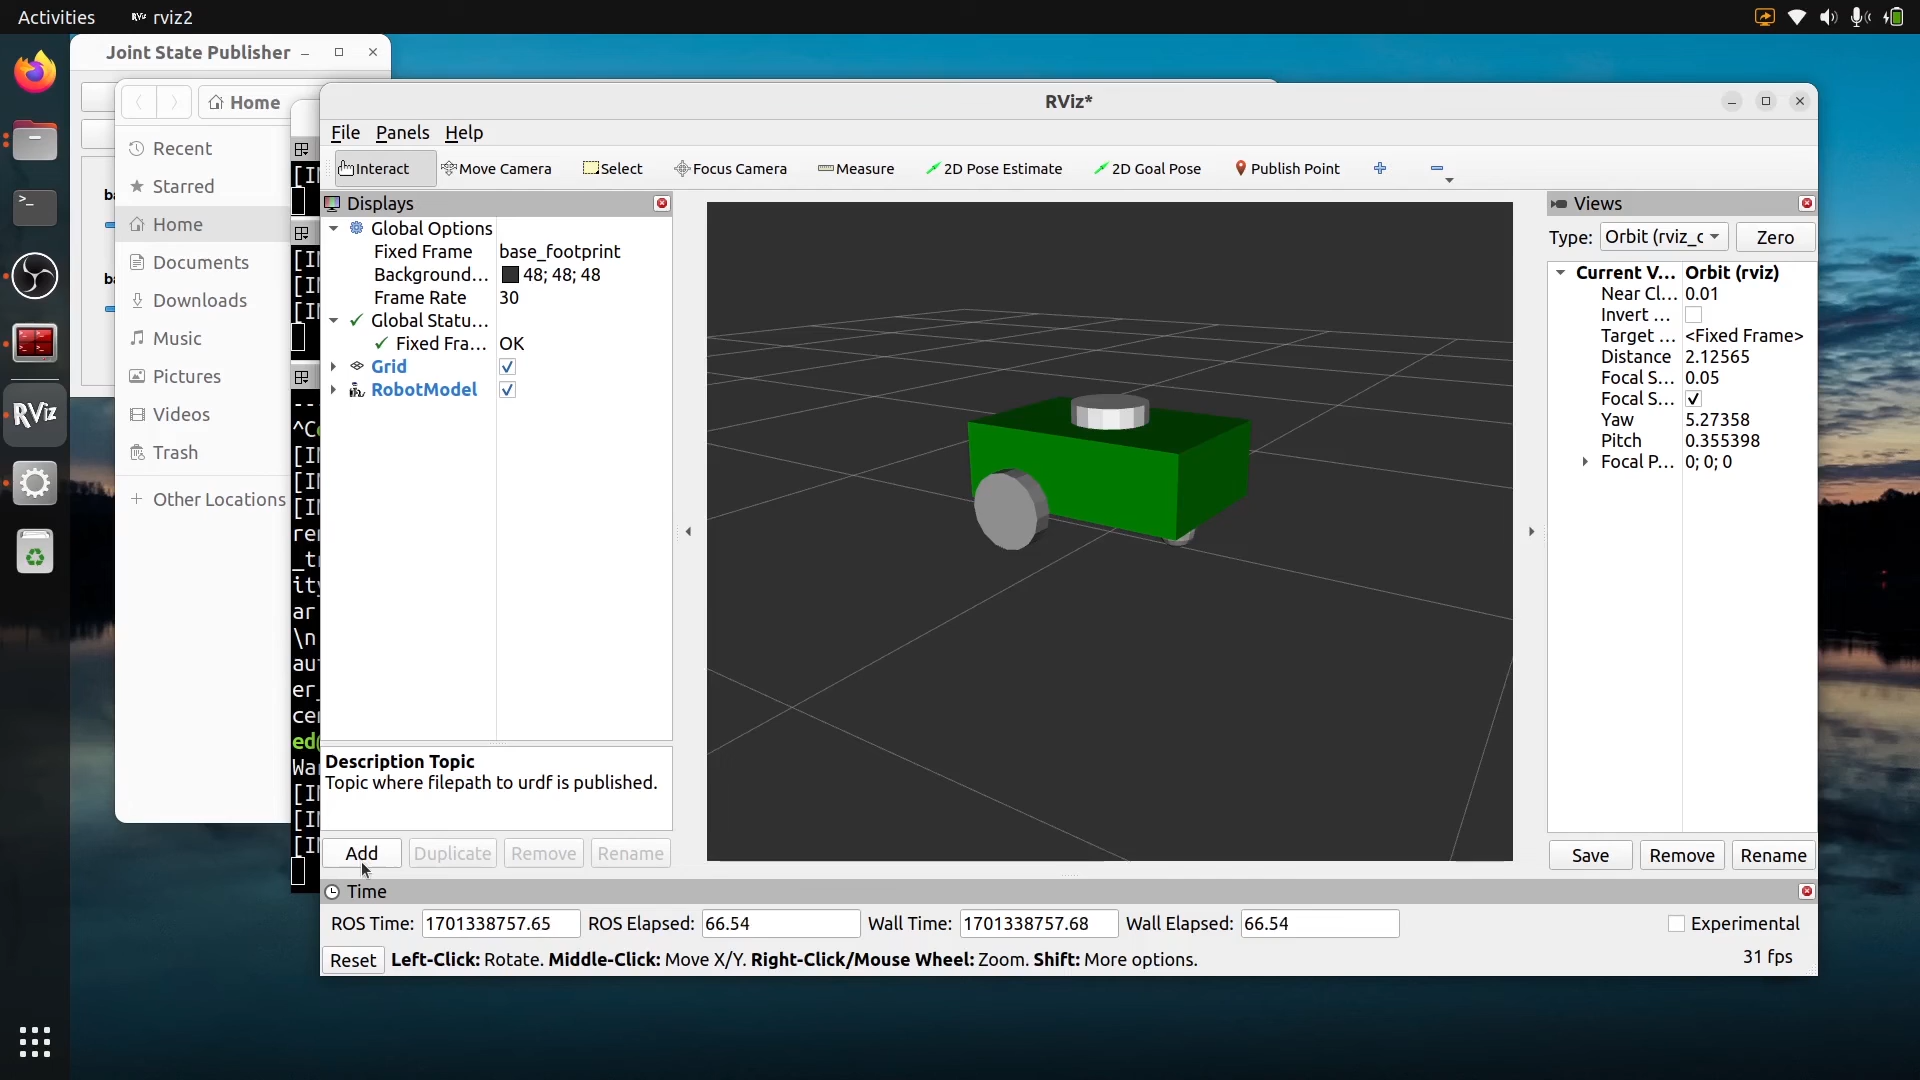 Activities
rviz2
Joint State Publisher
Home
Recent
Starred
Home
Documents
Downloads
Music
Pictures
Videos
Trash
Other Locations
RViz
RViz*
File Panels Help
Interact Move Camera Select Focus Camera Measure 2D Pose Estimate 2D Goal Pose Publish Point
Displays
Global Options
Fixed Frame base_footprint
Background... 48; 48; 48
Frame Rate 30
Global Statu...
Fixed Fra... OK
Grid
RobotModel
Description Topic
Topic where filepath to urdf is published.
Add Duplicate Remove Rename
Views
Type: Orbit (rviz_c Zero
Current V... Orbit (rviz)
Near Cl... 0.01
Invert ...
Target ... <Fixed Frame>
Distance 2.12565
Focal S... 0.05
Focal S...
Yaw 5.27358
Pitch 0.355398
Focal P... 0; 0; 0
Save Remove Rename
Time
ROS Time: 1701338757.65 ROS Elapsed: 66.54 Wall Time: 1701338757.68 Wall Elapsed: 66.54 Experimental
Reset Left-Click: Rotate. Middle-Click: Move X/Y. Right-Click/Mouse Wheel: Zoom. Shift: More options. 31 fps